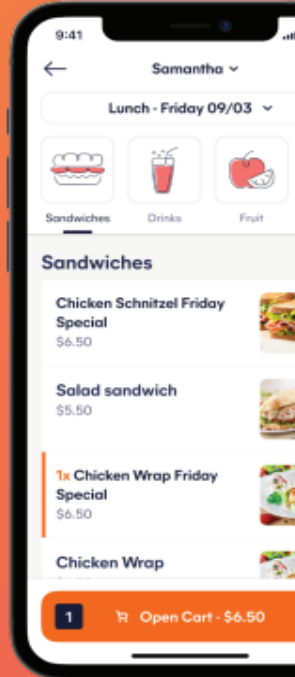 9:41
Samantha
Lunch - Friday 09/03
Sandwiches
Drinks
Fruit
Sandwiches
Chicken Schnitzel Friday
Special
$6.50
Salad sandwich
$5.50
1x Chicken Wrap Friday
Special
$6.50
Chicken Wrap
1
Open Cart - $6.50